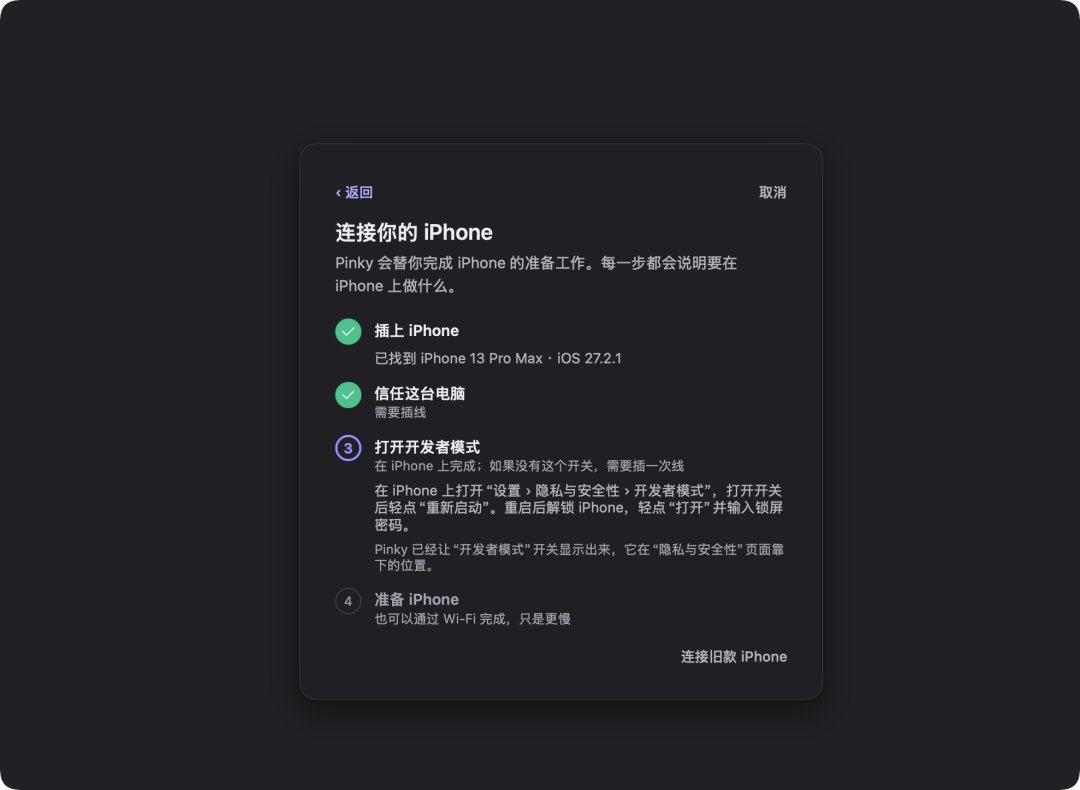 ‹ 返回
取消
连接你的 iPhone
Pinky 会替你完成 iPhone 的准备工作。每一步都会说明要在
iPhone 上做什么。
插上 iPhone
已找到 iPhone 13 Pro Max · iOS 27.2.1
信任这台电脑
需要插线
3
打开开发者模式
在 iPhone 上完成；如果没有这个开关，需要插一次线
在 iPhone 上打开“设置 › 隐私与安全性 › 开发者模式”，打开开关
后轻点“重新启动”。重启后解锁 iPhone，轻点“打开”并输入锁屏
密码。
Pinky 已经让“开发者模式”开关显示出来，它在“隐私与安全性”页面靠
下的位置。
4
准备 iPhone
也可以通过 Wi-Fi 完成，只是更慢
连接旧款 iPhone